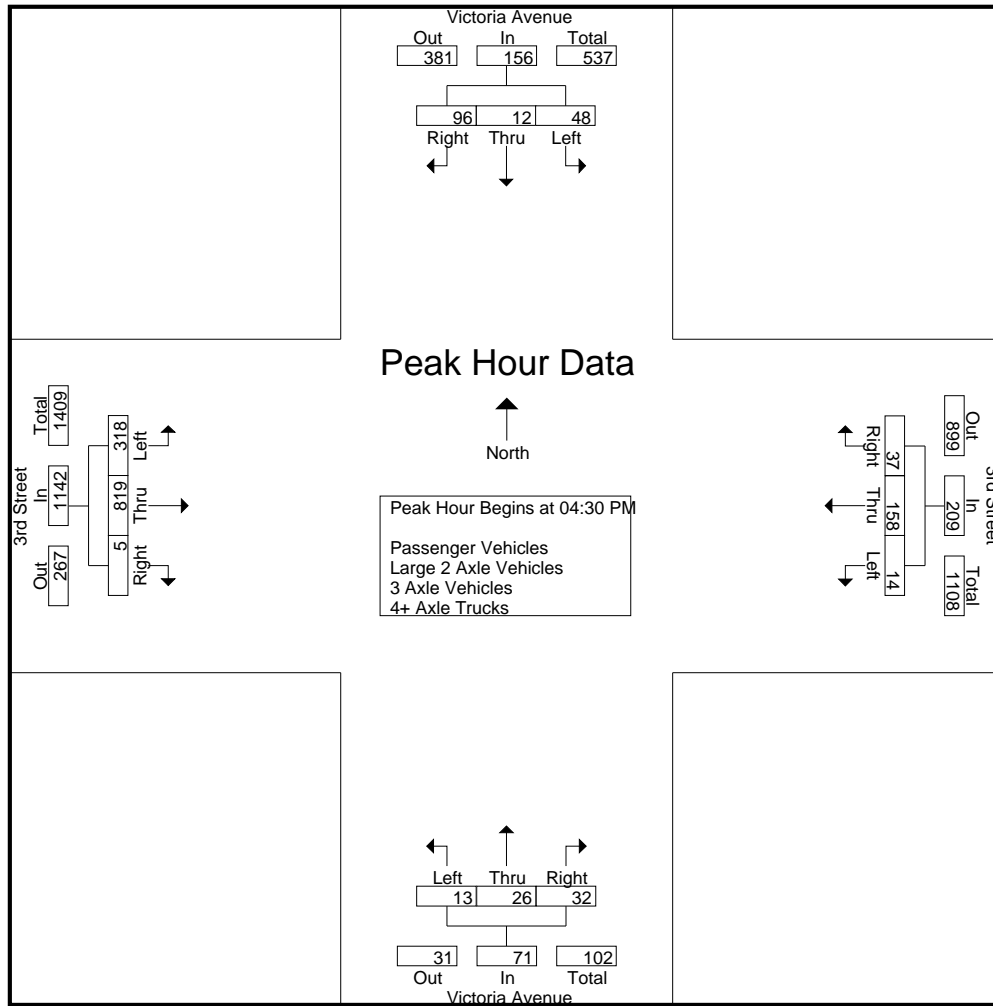 Victoria Avenue
Out In Total
381 156 537
96 12 48
Right Thru Left
Peak Hour Data
North
Peak Hour Begins at 04:30 PM
Passenger Vehicles
Large 2 Axle Vehicles
3 Axle Vehicles
4+ Axle Trucks
3rd Street
Out In Total
267 1142 1409
5 819 318
Right Thru Left
Right Thru Left
37 158 14
Out In Total
899 209 1108
3rd Street
Left Thru Right
13 26 32
31 71 102
Out In Total
Victoria Avenue